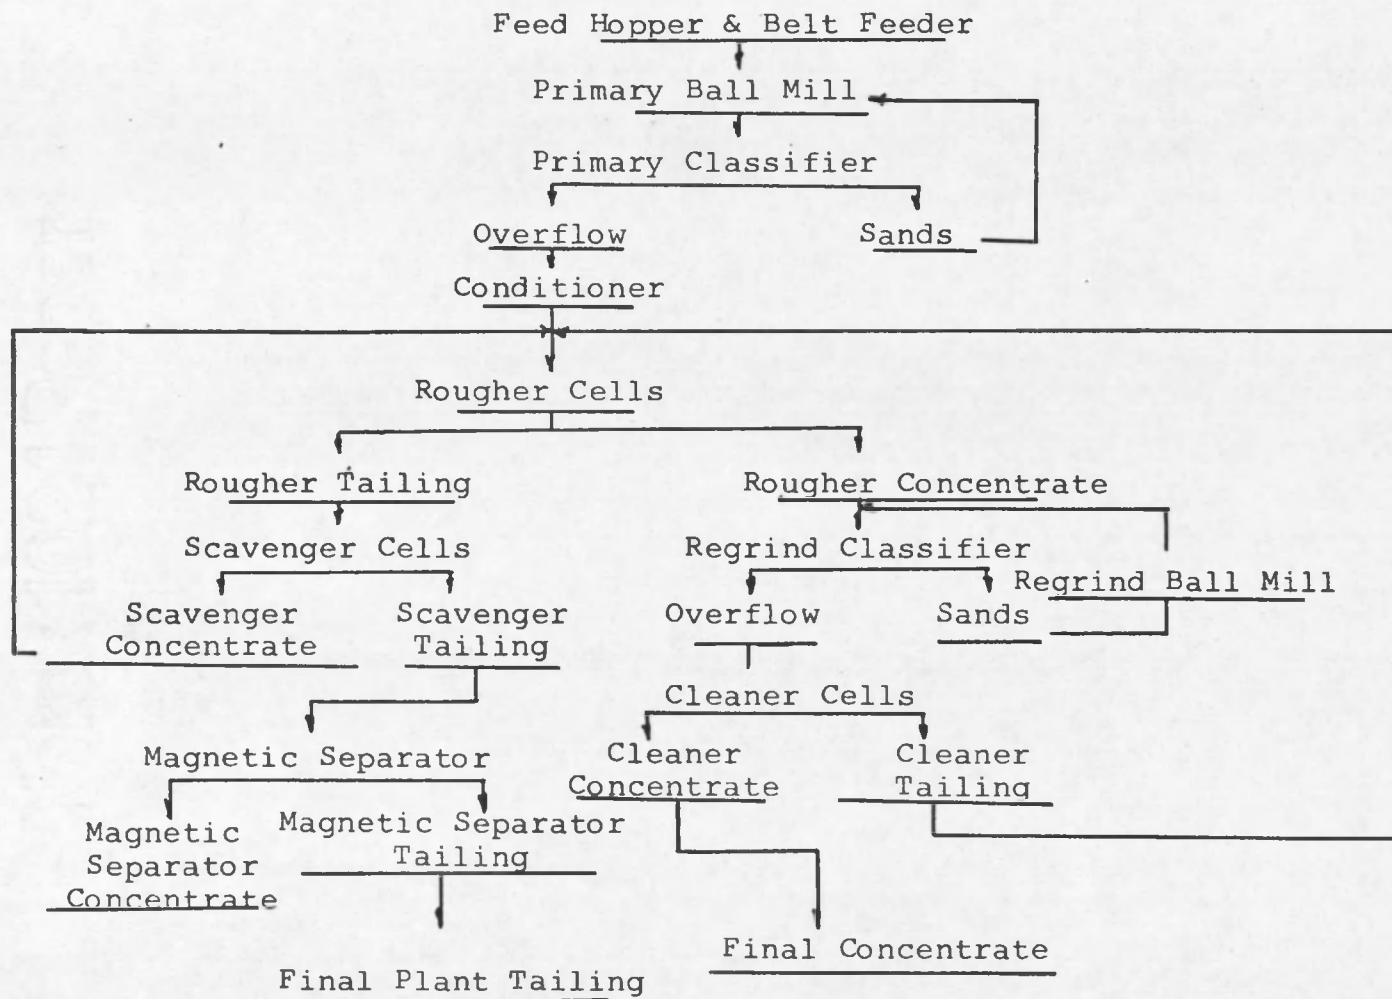 Feed Hopper & Belt Feeder
Primary Ball Mill
Primary Classifier
Overflow
Sands
Conditioner
Rougher Cells
Rougher Tailing
Rougher Concentrate
Scavenger Cells
Regrind Classifier
Regrind Ball Mill
Scavenger
Concentrate
Scavenger
Tailing
Overflow
Sands
Cleaner Cells
Magnetic Separator
Cleaner
Concentrate
Cleaner
Tailing
Magnetic
Separator
Concentrate
Magnetic Separator
Tailing
Final Concentrate
Final Plant Tailing